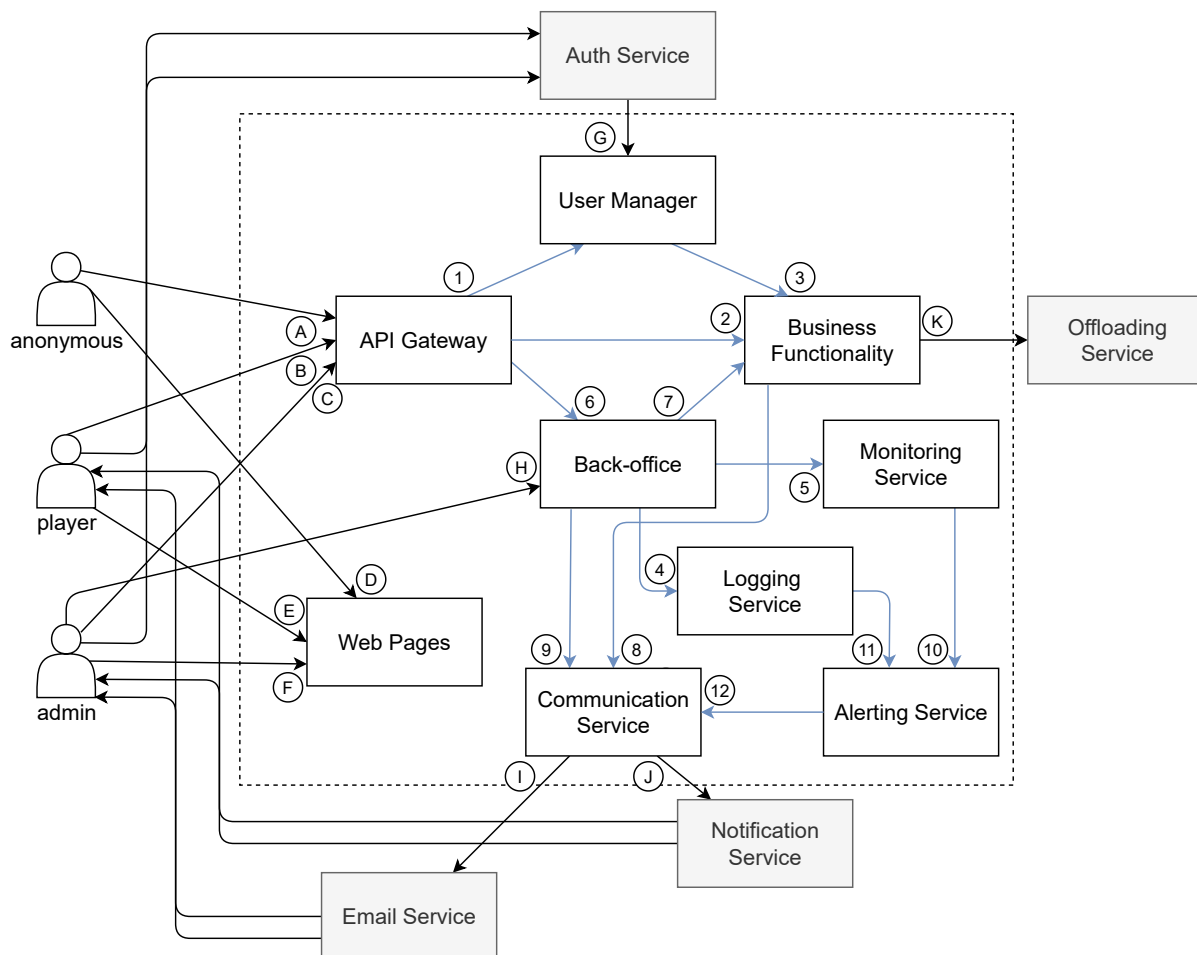 Auth Service
G
User Manager
1
3
anonymous
A
API Gateway
2
Business
Functionality
K
Offloading
Service
B
C
6
7
player
H
Back-office
5
Monitoring
Service
D
E
4
Logging
Service
admin
F
Web Pages
9
8
11
10
Communication
Service
12
Alerting Service
I
J
Notification
Service
Email Service